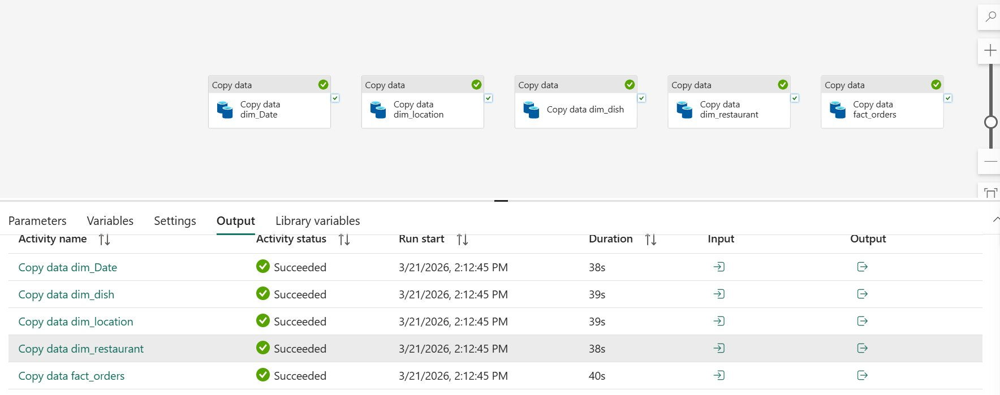 Copy data
Copy data
dim_Date
Copy data
Copy data
dim_location
Copy data
Copy data dim_dish
Copy data
Copy data
dim_restaurant
Copy data
Copy data
fact_orders
Parameters Variables Settings Output Library variables
Activity name Activity status Run start Duration Input Output
Copy data dim_Date Succeeded 3/21/2026, 2:12:45 PM 38s
Copy data dim_dish Succeeded 3/21/2026, 2:12:45 PM 39s
Copy data dim_location Succeeded 3/21/2026, 2:12:45 PM 39s
Copy data dim_restaurant Succeeded 3/21/2026, 2:12:45 PM 38s
Copy data fact_orders Succeeded 3/21/2026, 2:12:45 PM 40s